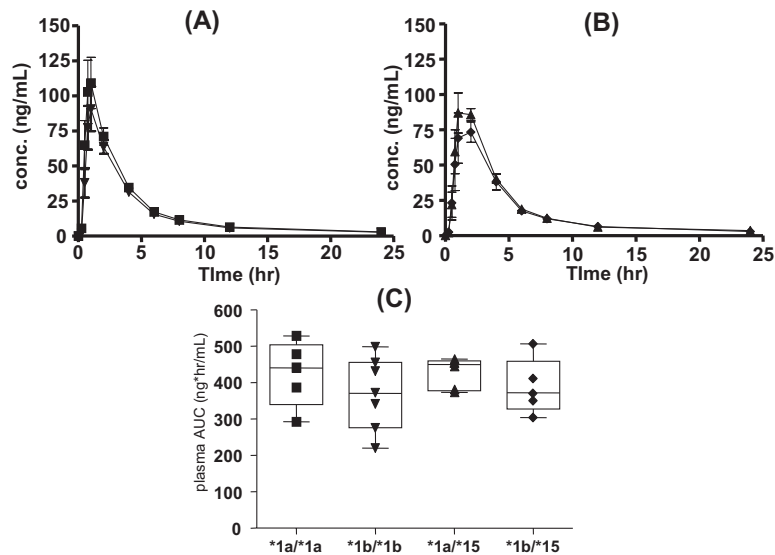 (A)
150
125
100
75
50
25
0
conc. (ng/mL)
0 5 10 15 20 25
TIme (hr)
(B)
150
125
100
75
50
25
0
conc. (ng/mL)
0 5 10 15 20 25
TIme (hr)
(C)
600
500
400
300
200
100
0
plasma AUC (ng*hr/mL)
*1a/*1a *1b/*1b *1a/*15 *1b/*15